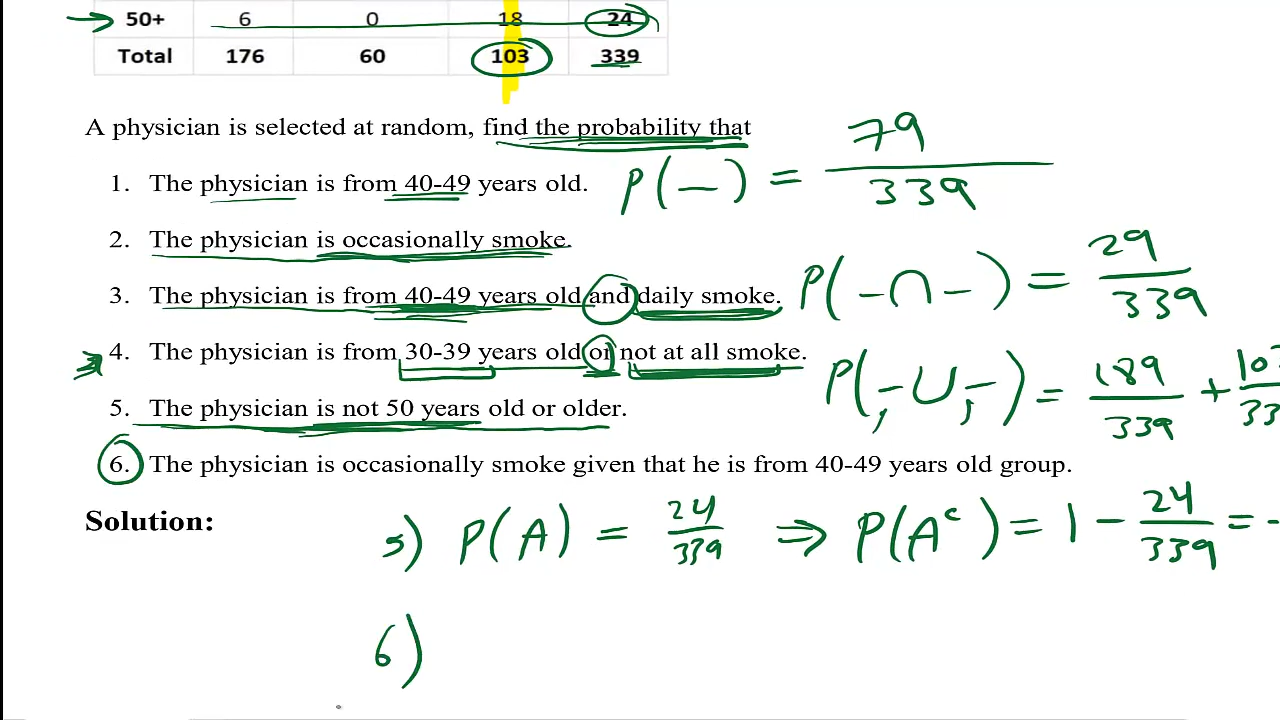 50+ 6 0 18 24
Total 176 60 103 339
A physician is selected at random, find the probability that
1. The physician is from 40-49 years old. P(—) = 79/339
2. The physician is occasionally smoke.
3. The physician is from 40-49 years old and daily smoke. P(-∩-) = 29/339
4. The physician is from 30-39 years old or not at all smoke. P(-∪-) = 189/339 +
5. The physician is not 50 years old or older.
6. The physician is occasionally smoke given that he is from 40-49 years old group.
Solution: 5) P(A) = 24/339 ⇒ P(Aᶜ) = 1 - 24/339 = -
6)